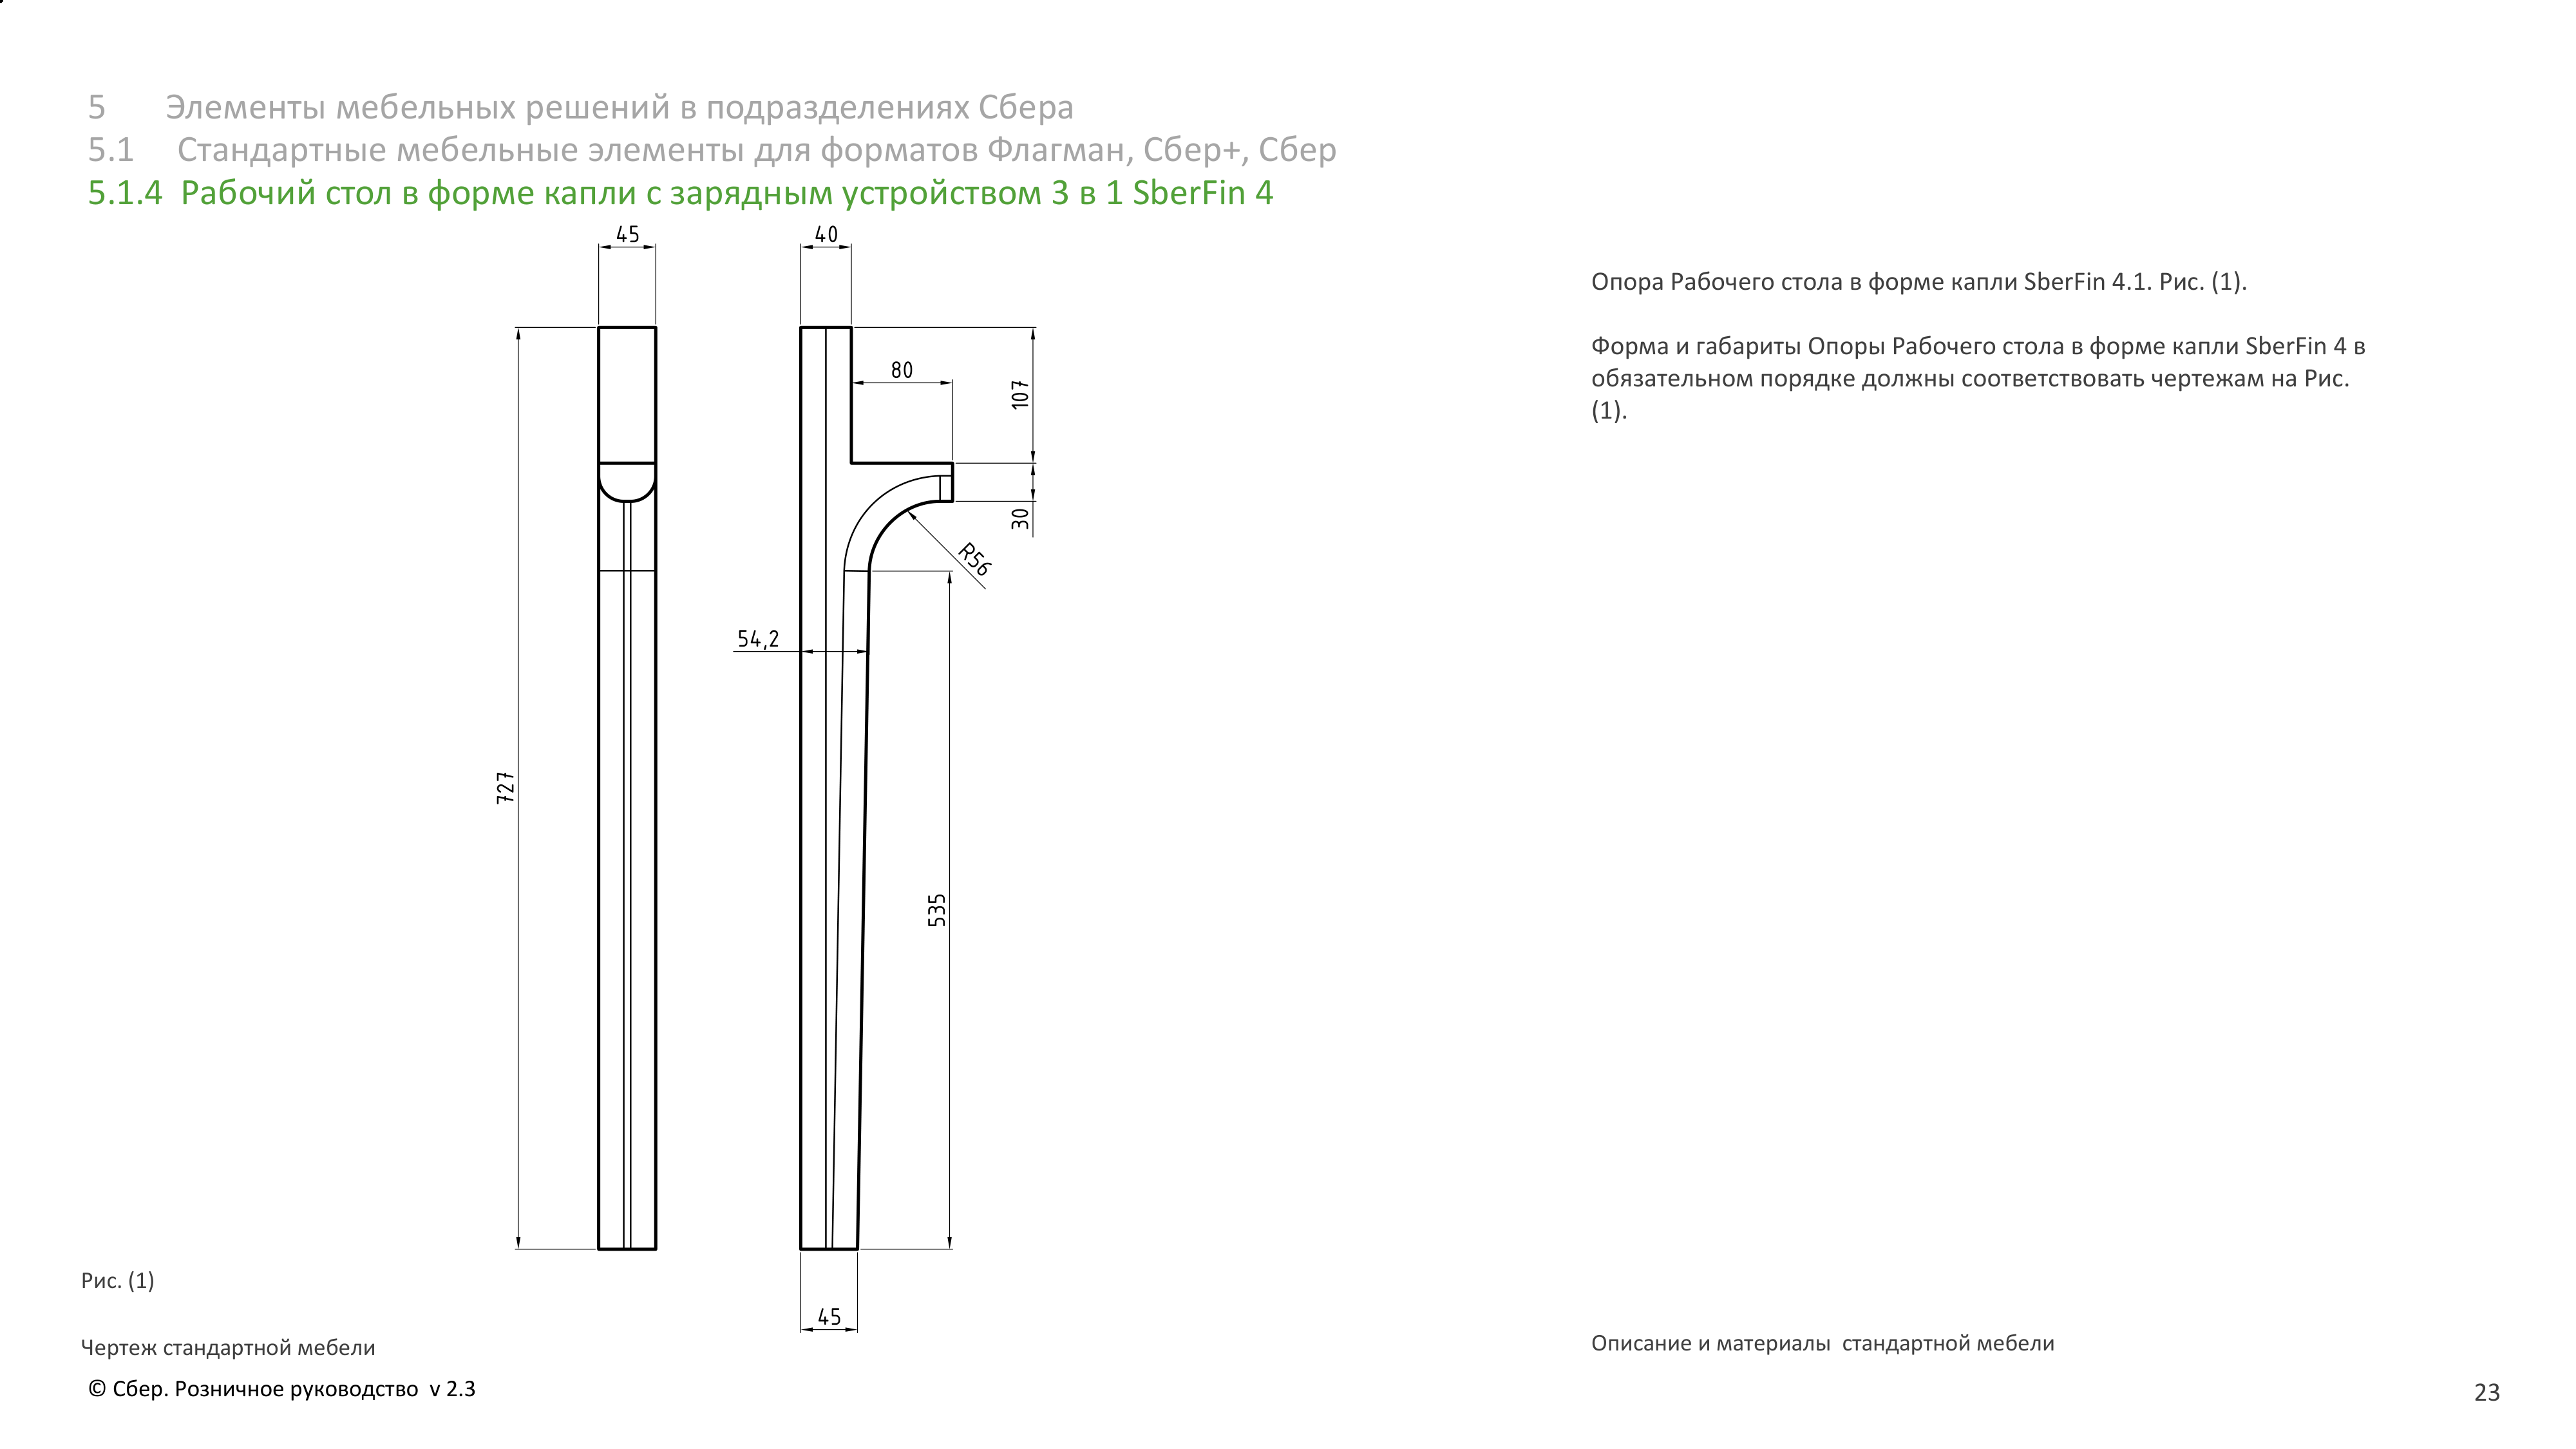 5 Элементы мебельных решений в подразделениях Сбера
5.1 Стандартные мебельные элементы для форматов Флагман, Сбер+, Сбер
5.1.4 Рабочий стол в форме капли с зарядным устройством 3 в 1 SberFin 4
45
40
80
107
30
R56
54,2
727
535
45
Опора Рабочего стола в форме капли SberFin 4.1. Рис. (1).
Форма и габариты Опоры Рабочего стола в форме капли SberFin 4 в
обязательном порядке должны соответствовать чертежам на Рис.
(1).
Рис. (1)
Чертеж стандартной мебели
Описание и материалы стандартной мебели
© Сбер. Розничное руководство v 2.3
23